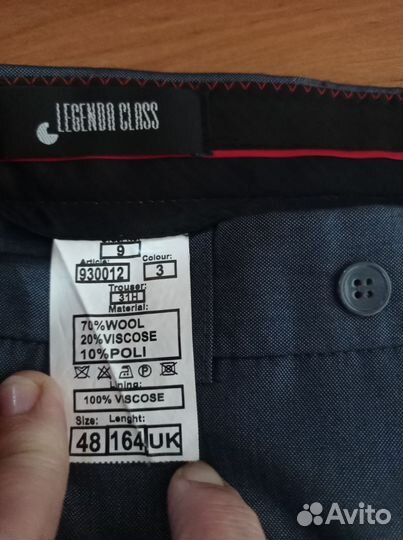 LEGENDA CLASS
9
Article: Colour:
930012 3
Trouser:
31H
Material:
70%WOOL
20%VISCOSE
10%POLI
P
Lining:
100% VISCOSE
Size: Lenght:
48 164 UK
Avito